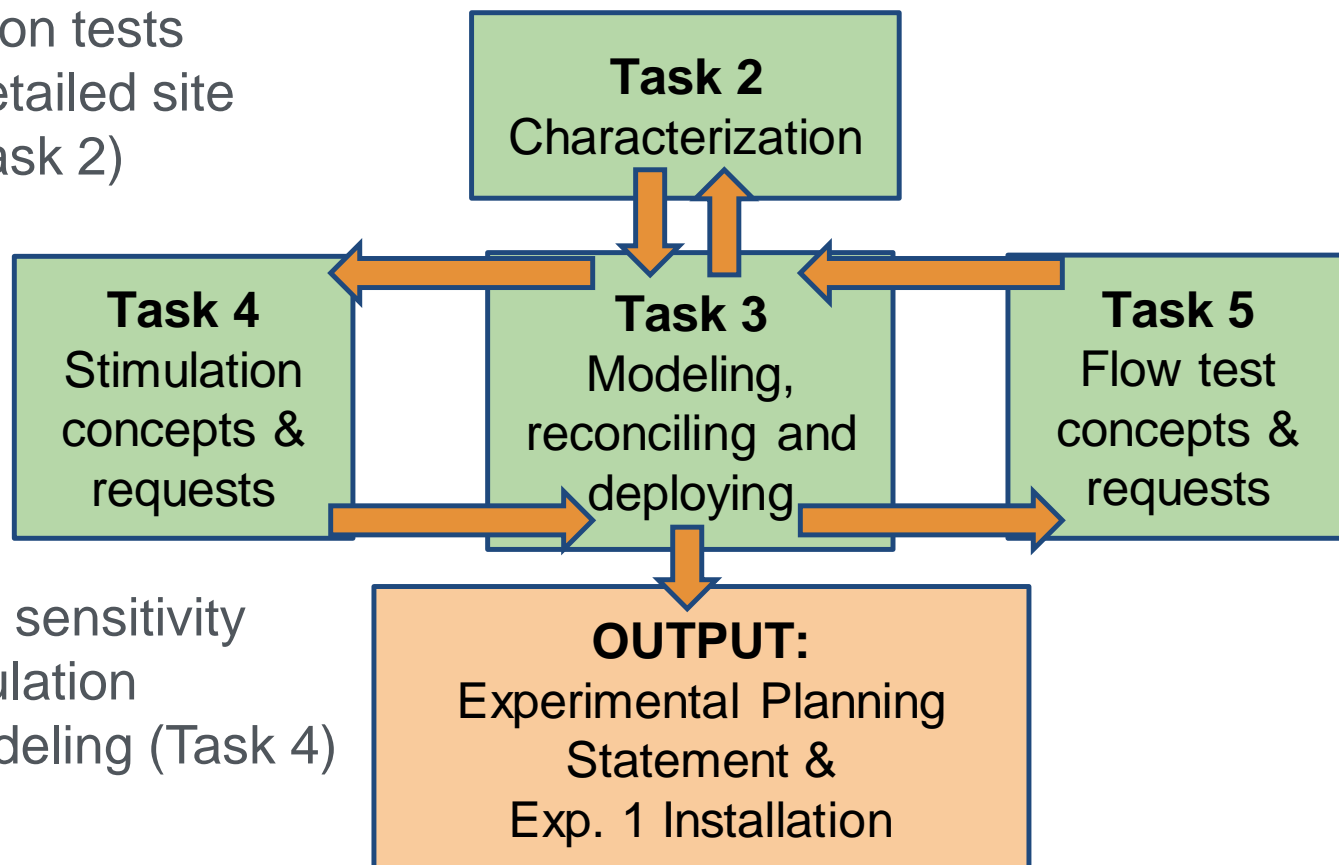 on tests
etailed site
ask 2)
Task 2
Characterization
Task 4
Stimulation
concepts &
requests
Task 3
Modeling,
reconciling and
deploying
Task 5
Flow test
concepts &
requests
sensitivity
ulation
deling (Task 4)
OUTPUT:
Experimental Planning
Statement &
Exp. 1 Installation